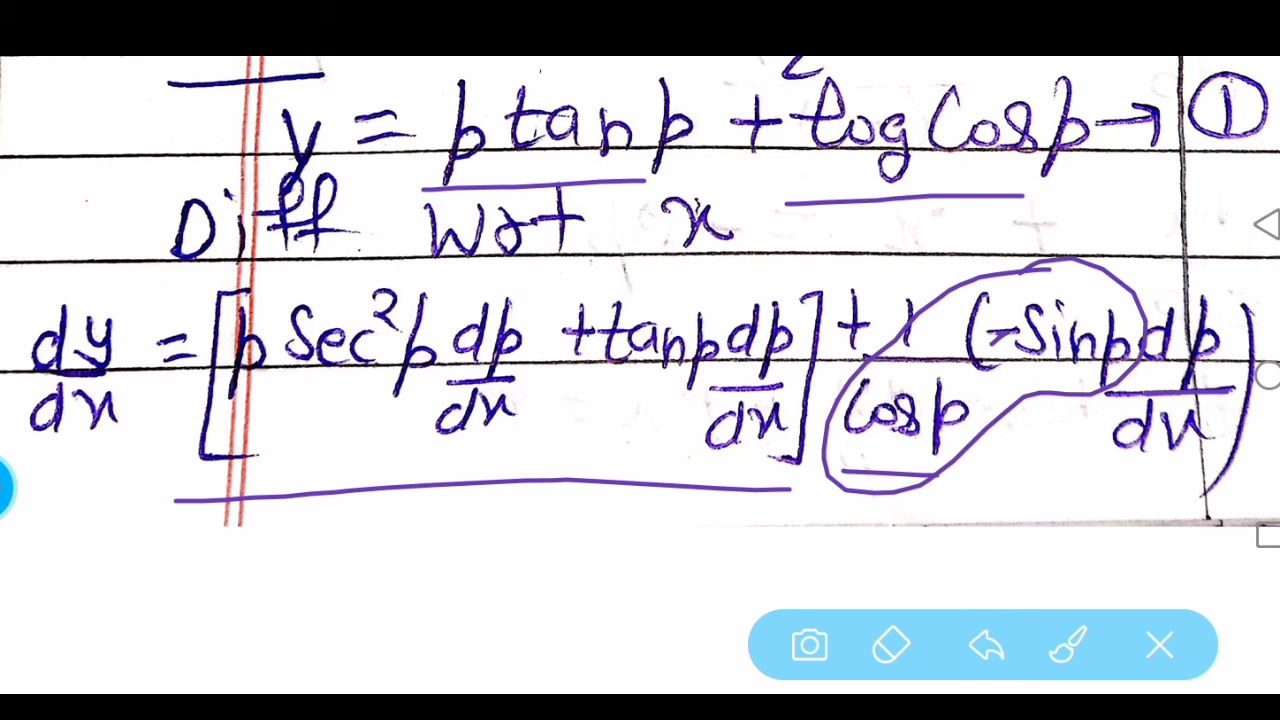 y = p tan p + log Cos p → ①
Diff wrt x
dy/dx = [p Sec²p dp/dx + tan p dp/dx] + 1/Cos p (-Sin p dp/dx)